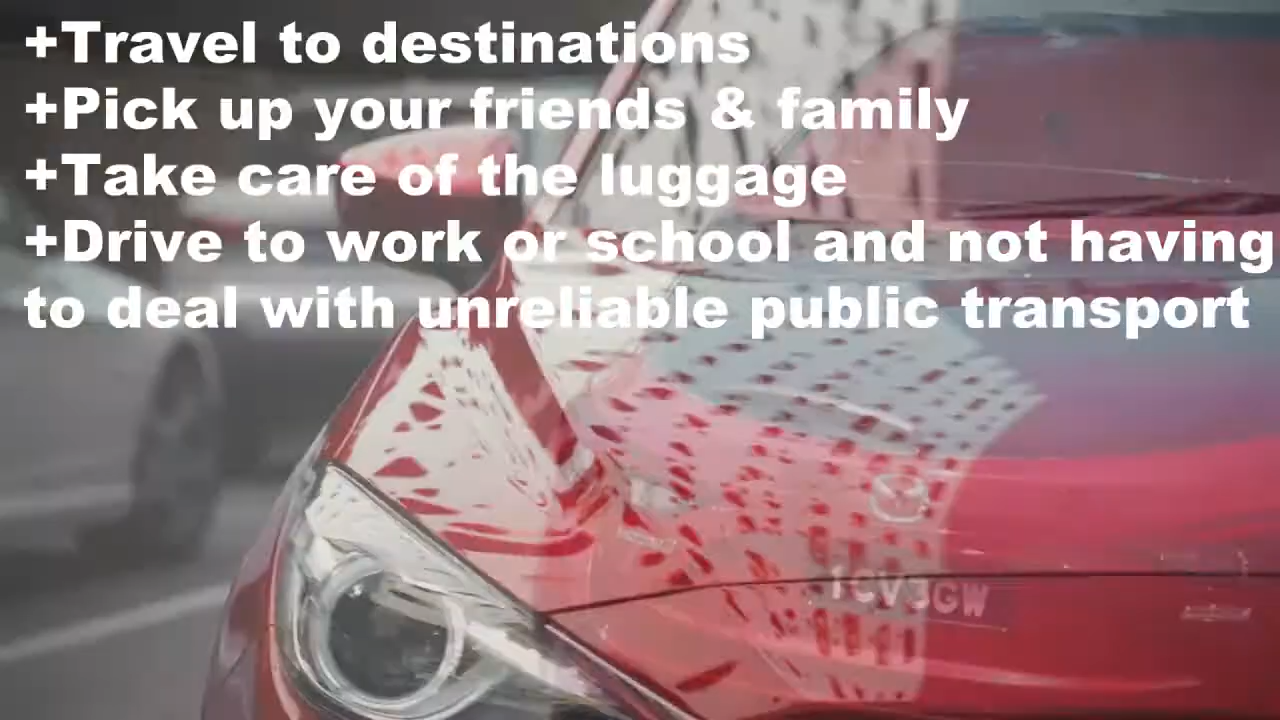 +Travel to destinations
+Pick up your friends & family
+Take care of the luggage
+Drive to work or school and not having
to deal with unreliable public transport
1CV3GW